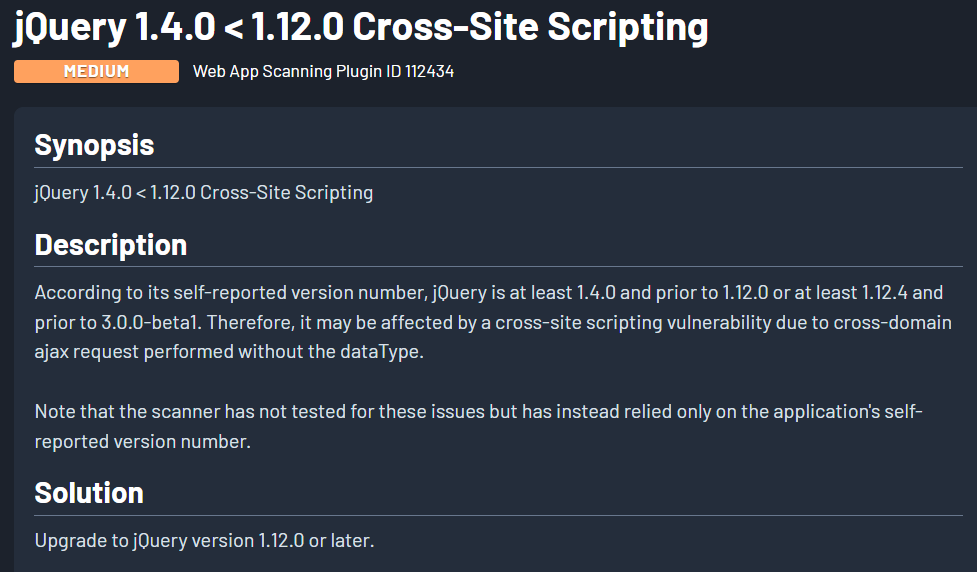 jQuery 1.4.0 < 1.12.0 Cross-Site Scripting
MEDIUM
Web App Scanning Plugin ID 112434
Synopsis
jQuery 1.4.0 < 1.12.0 Cross-Site Scripting
Description
According to its self-reported version number, jQuery is at least 1.4.0 and prior to 1.12.0 or at least 1.12.4 and
prior to 3.0.0-beta1. Therefore, it may be affected by a cross-site scripting vulnerability due to cross-domain
ajax request performed without the dataType.
Note that the scanner has not tested for these issues but has instead relied only on the application's self-
reported version number.
Solution
Upgrade to jQuery version 1.12.0 or later.